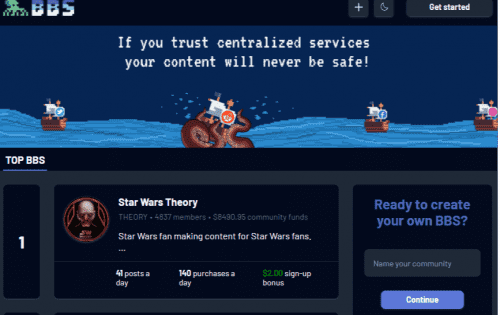 BBS
+
Get started
If you trust centralized services
your content will never be safe!
TOP BBS
1
Star Wars Theory
THEORY • 4837 members • $8490.95 community funds
Star Wars fan making content for Star Wars fans.
...
41 posts a day
140 purchases a day
$2.00 sign-up bonus
Ready to create
your own BBS?
Name your community
Continue